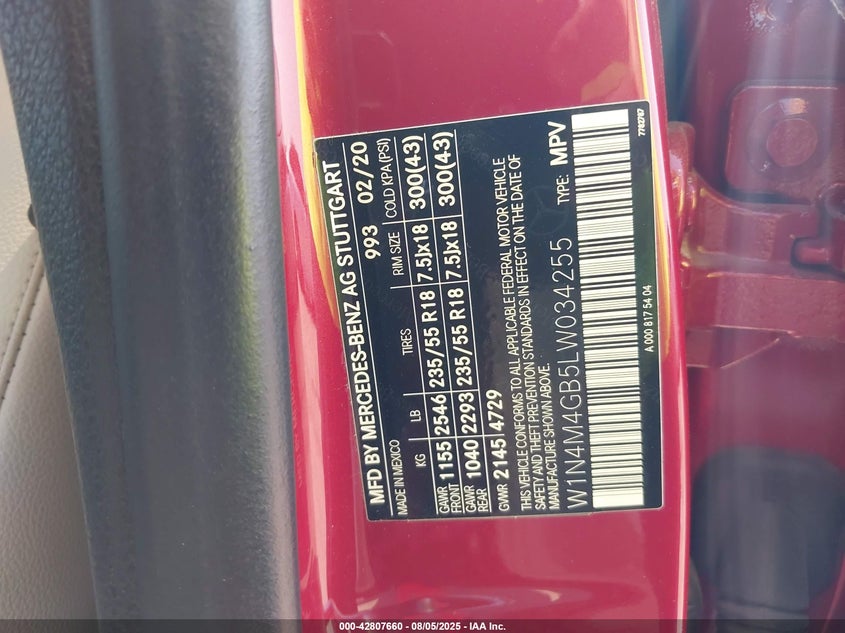 MFD BY MERCEDES-BENZ AG STUTTGART
MADE IN MEXICO 993 02/20
KG LB TIRES RIM SIZE COLD KPA(PSI)
GAWR FRONT 1155 2546 235/55 R18 7.5Jx18 300(43)
GAWR REAR 1040 2293 235/55 R18 7.5Jx18 300(43)
GVWR 2145 4729
THIS VEHICLE CONFORMS TO ALL APPLICABLE FEDERAL MOTOR VEHICLE
SAFETY AND THEFT PREVENTION STANDARDS IN EFFECT ON THE DATE OF
MANUFACTURE SHOWN ABOVE.
W1N4M4GB5LW034255 TYPE: MPV
A 000 817 54 04
7782767
000-42807660 - 08/05/2025 - IAA Inc.